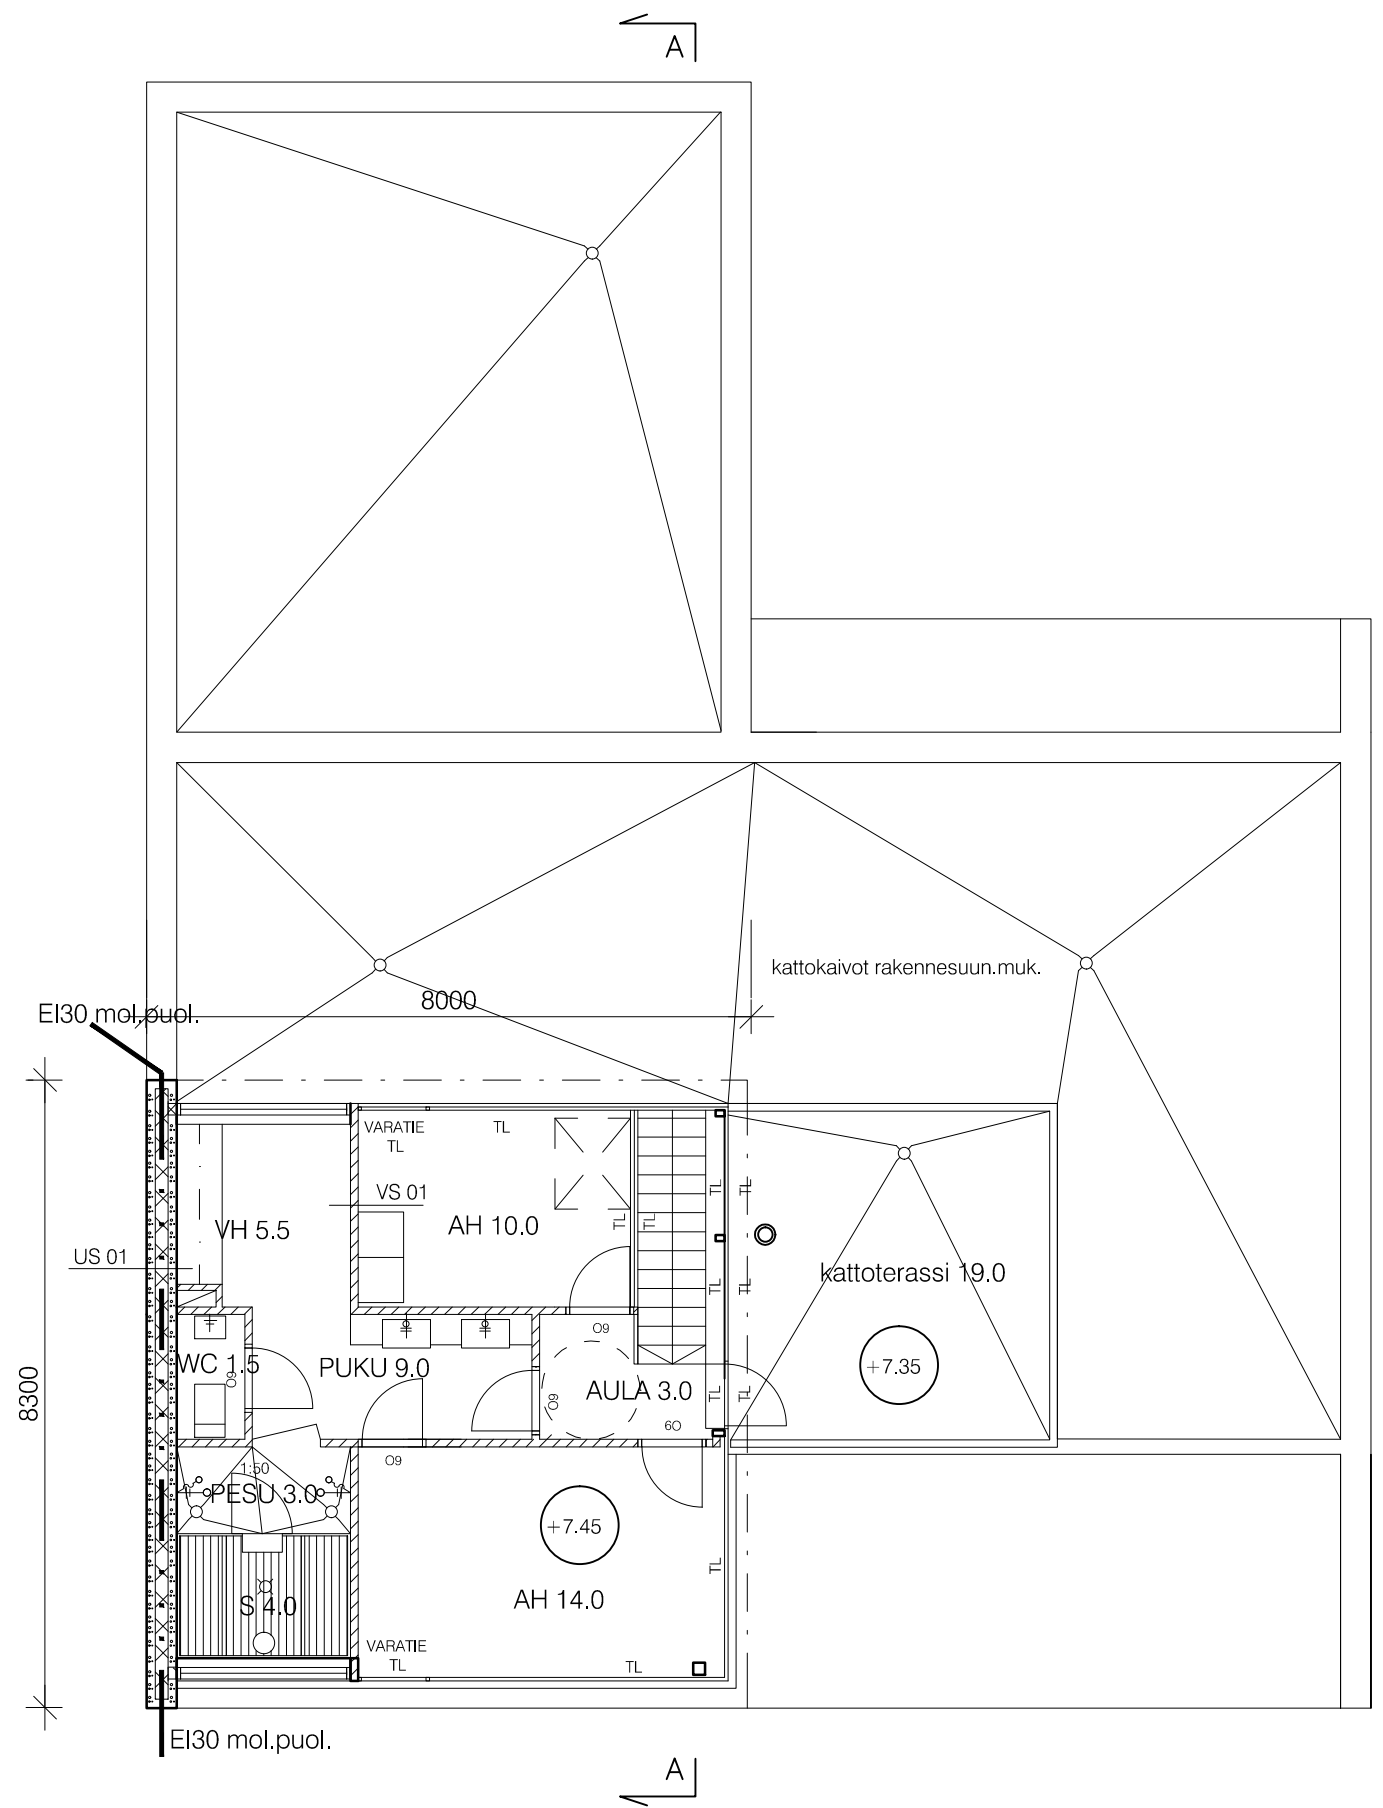 A
kattokaivot rakennesuun.muk.
8000
EI30 mol.puol.
VARATIE
TL
TL
VS 01
TL
TL
TL
TL
AH 10.0
VH 5.5
US 01
kattoterassi 19.0
TL
TL
O9
WC 1.5
O9
PUKU 9.0
+7.35
AULA 3.0
O9
TL
TL
8300
O9
O9
1:50
PESU 3.0
+7.45
TL
AH 14.0
S 4.0
VARATIE
TL
TL
EI30 mol.puol.
A